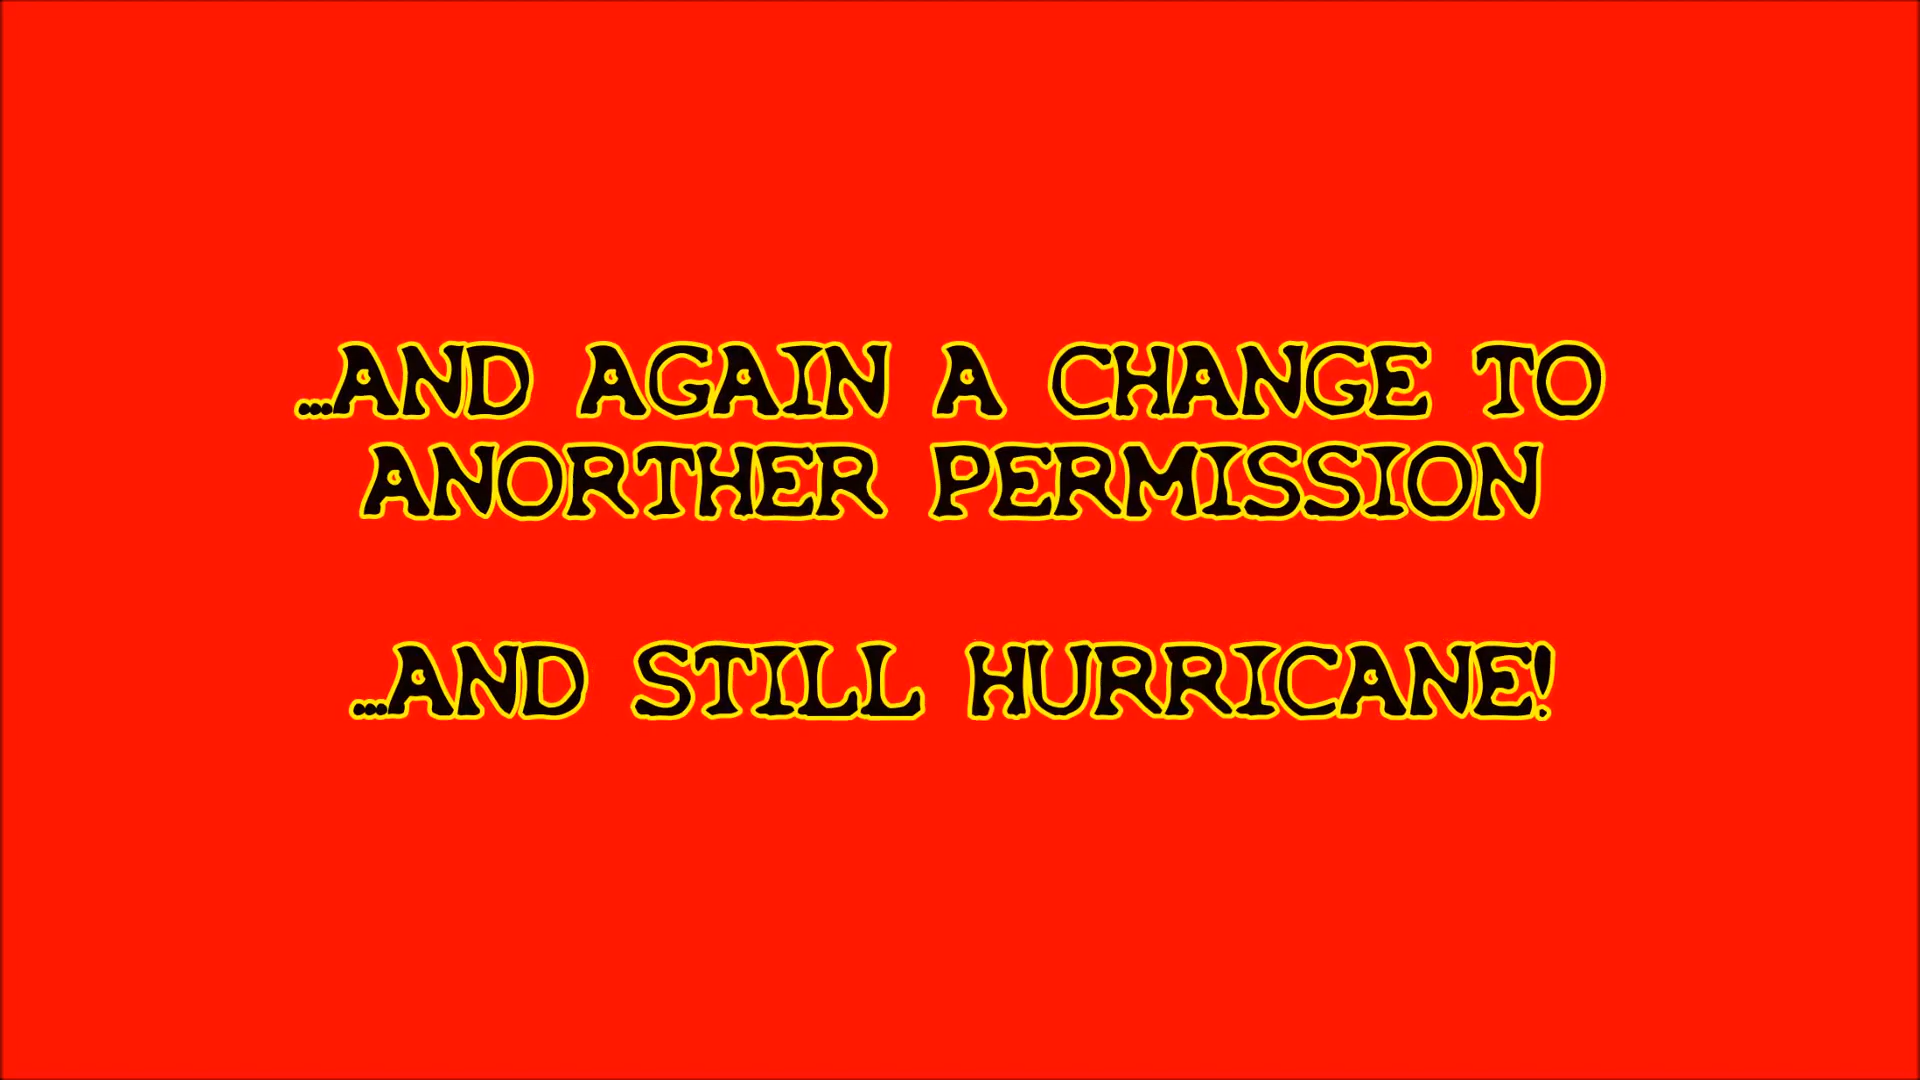 ...AND AGAIN A CHANGE TO
ANORTHER PERMISSION
...AND STILL HURRICANE!